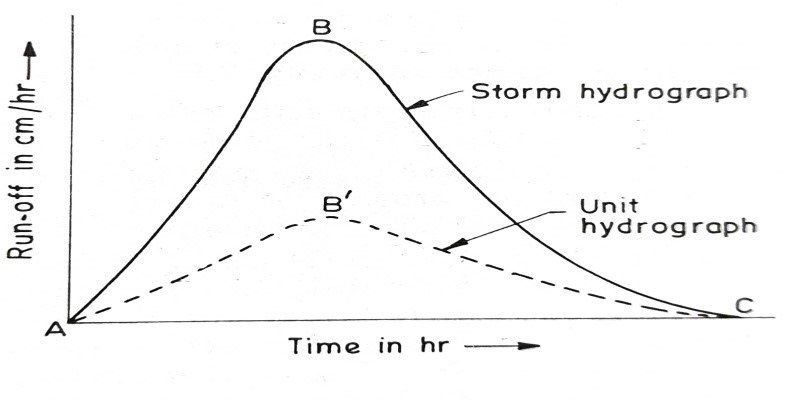 B
Storm hydrograph
Run-off in cm/hr
B'
Unit
hydrograph
A
C
Time in hr